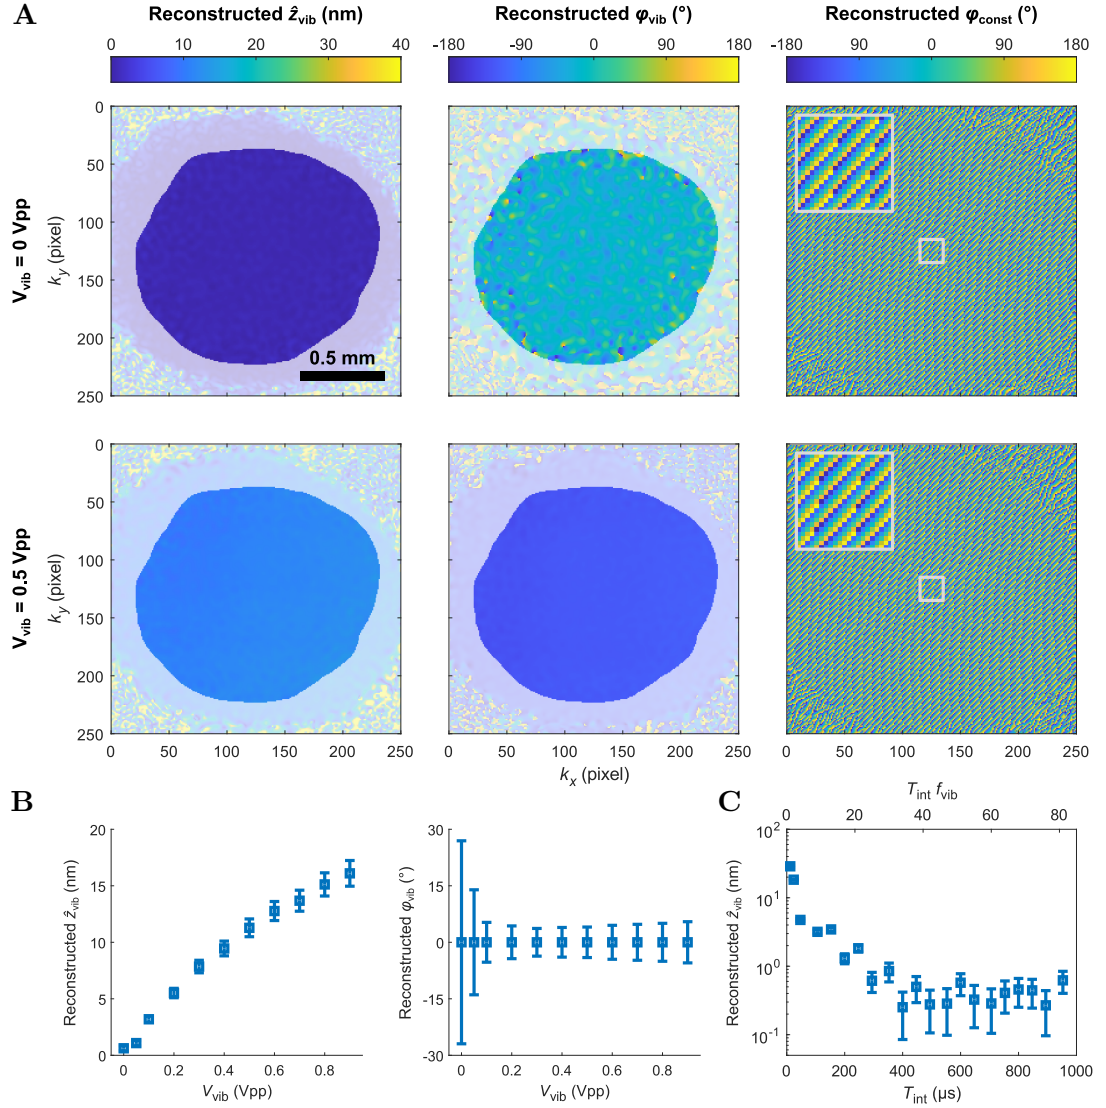 A
Reconstructed ẑvib (nm)
Reconstructed φvib (°)
Reconstructed φconst (°)
0 10 20 30 40
-180 -90 0 90 180
-180 90 0 90 180
Vvib = 0 Vpp
ky (pixel)
0 50 100 150 200 250
0.5 mm
Vvib = 0.5 Vpp
ky (pixel)
0 50 100 150 200 250
0 50 100 150 200 250
0 50 100 150 200 250
0 50 100 150 200 250
kx (pixel)
B
Reconstructed ẑvib (nm)
20 15 10 5 0
0 0.2 0.4 0.6 0.8
Vvib (Vpp)
Reconstructed φvib (°)
30 15 0 -15 -30
0 0.2 0.4 0.6 0.8
Vvib (Vpp)
C
Tint fvib
0 20 40 60 80
Reconstructed ẑvib (nm)
10² 10¹ 10⁰ 10⁻¹
0 200 400 600 800 1000
Tint (µs)